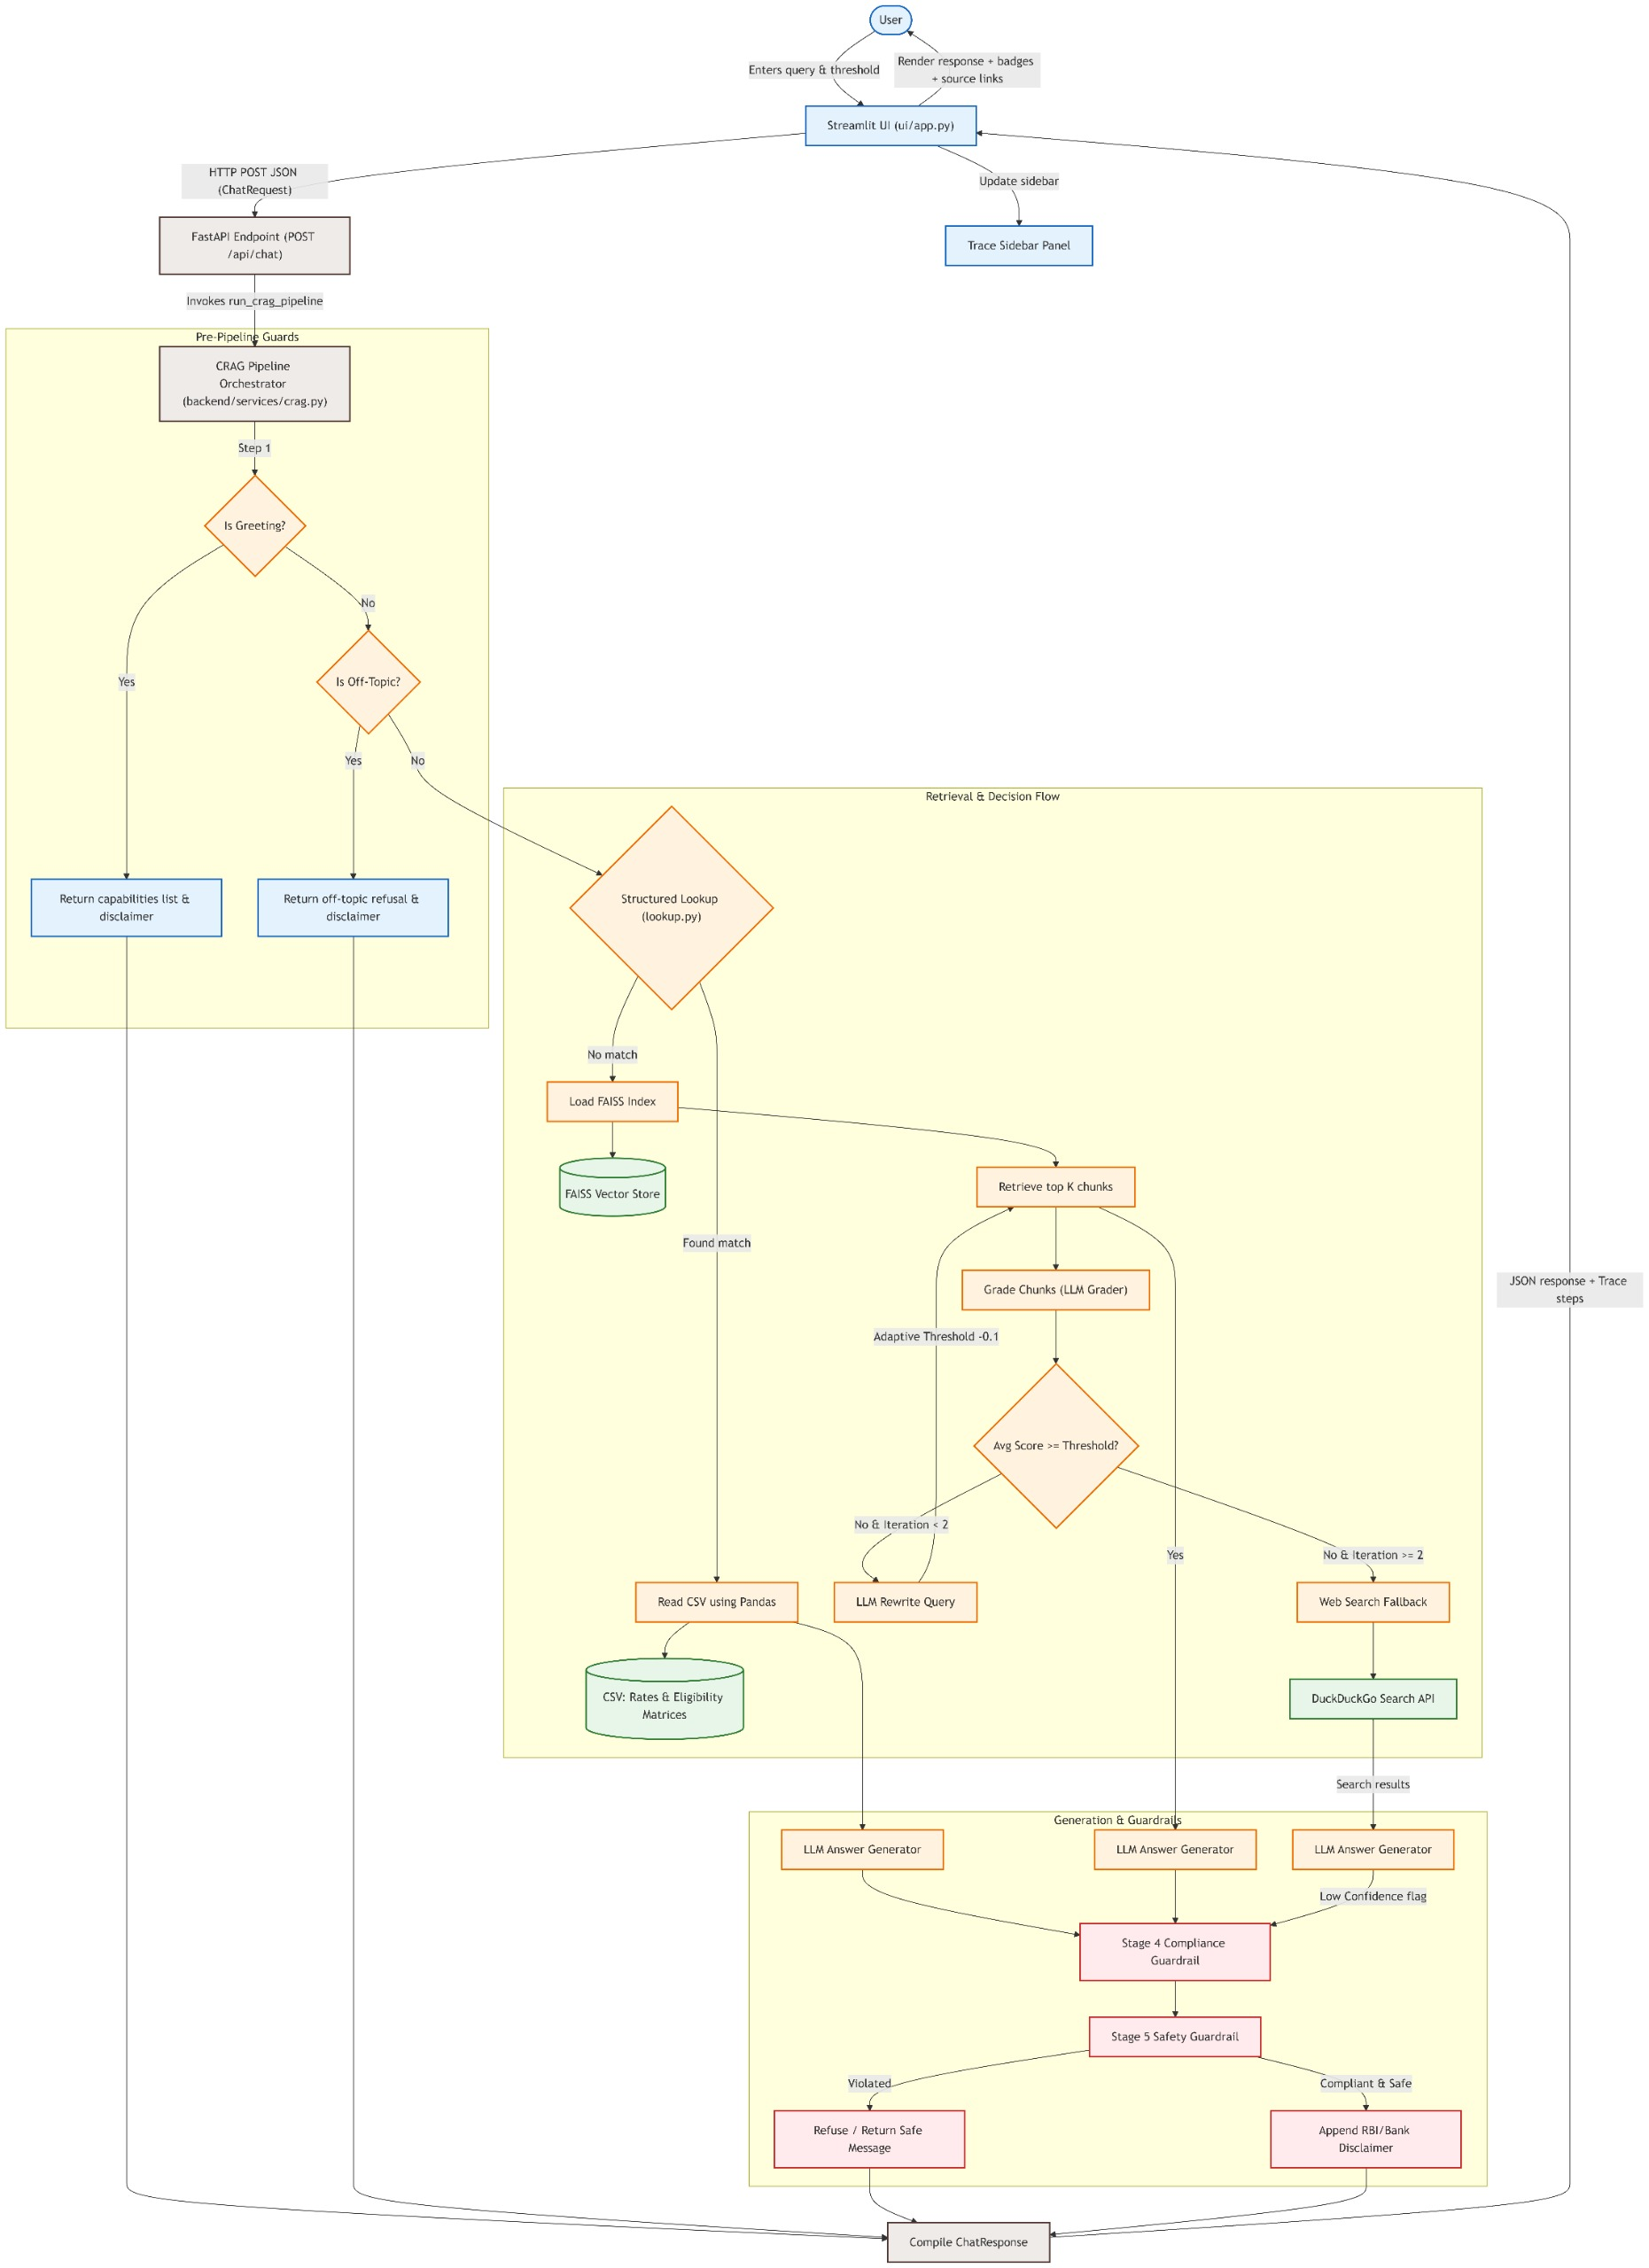 User
Enters query & threshold
Render response + badges
+ source links
Streamlit UI (ui/app.py)
HTTP POST JSON
(ChatRequest)
Update sidebar
FastAPI Endpoint (POST
/api/chat)
Trace Sidebar Panel
Invokes run_crag_pipeline
Pre-Pipeline Guards
CRAG Pipeline
Orchestrator
(backend/services/crag.py)
Step 1
Is Greeting?
No
Yes
Is Off-Topic?
Yes
No
Return capabilities list &
disclaimer
Return off-topic refusal &
disclaimer
Retrieval & Decision Flow
Structured Lookup
(lookup.py)
No match
Load FAISS Index
FAISS Vector Store
Retrieve top K chunks
Found match
Grade Chunks (LLM Grader)
JSON response + Trace
steps
Adaptive Threshold -0.1
Avg Score >= Threshold?
No & Iteration < 2
Yes
No & Iteration >= 2
Read CSV using Pandas
LLM Rewrite Query
Web Search Fallback
CSV: Rates & Eligibility
Matrices
DuckDuckGo Search API
Search results
Generation & Guardrails
LLM Answer Generator
LLM Answer Generator
LLM Answer Generator
Low Confidence flag
Stage 4 Compliance
Guardrail
Stage 5 Safety Guardrail
Violated
Compliant & Safe
Refuse / Return Safe
Message
Append RBI/Bank
Disclaimer
Compile ChatResponse